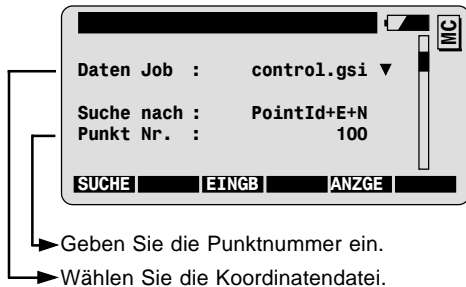 MC
Daten Job : control.gsi ▼
Suche nach : PointId+E+N
Punkt Nr. : 100
SUCHE EINGB ANZGE
Geben Sie die Punktnummer ein.
Wählen Sie die Koordinatendatei.